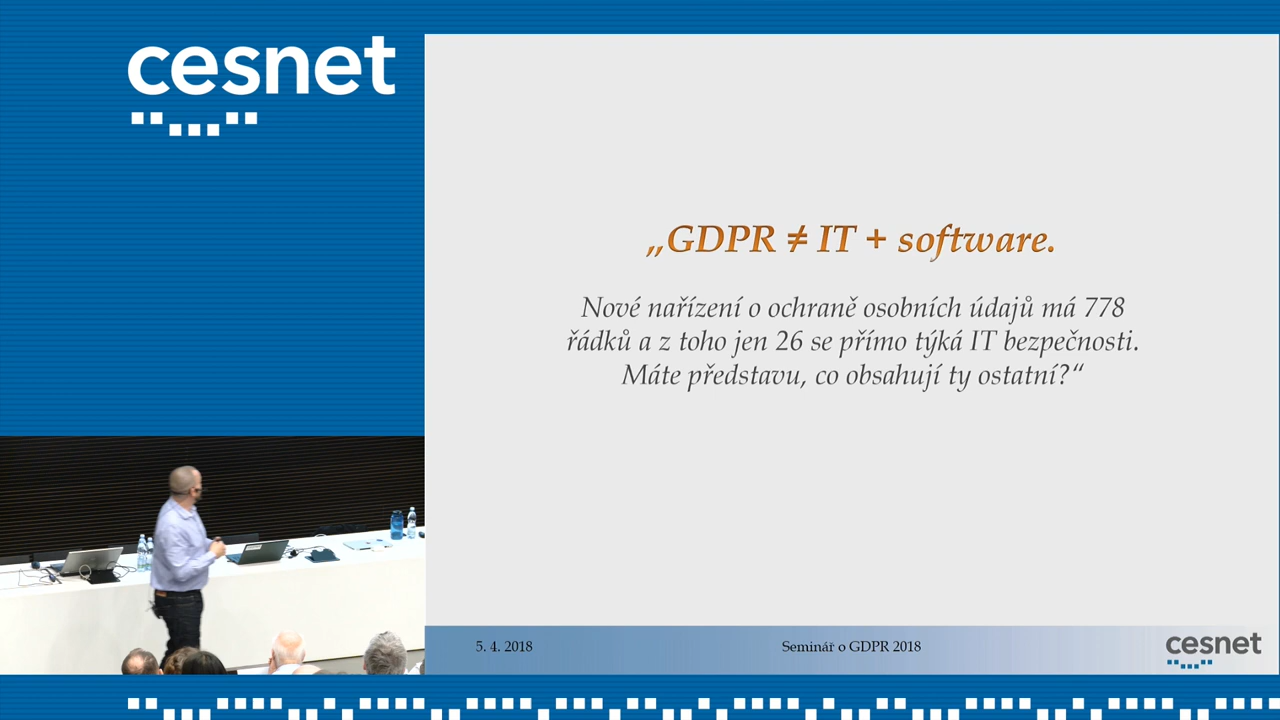 cesnet
„GDPR ≠ IT + software.
Nové nařízení o ochraně osobních údajů má 778
řádků a z toho jen 26 se přímo týká IT bezpečnosti.
Máte představu, co obsahují ty ostatní?“
5. 4. 2018
Seminář o GDPR 2018
cesnet